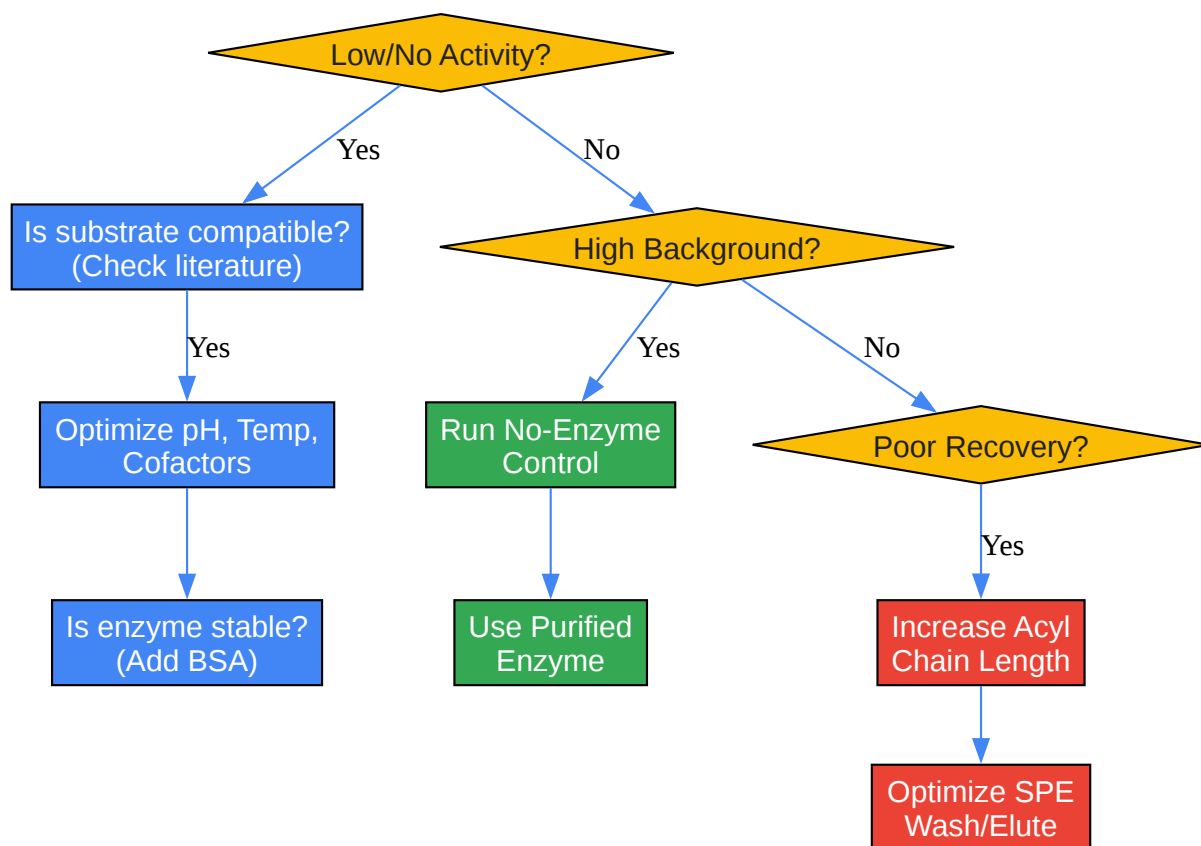 Low/No Activity?
Yes
No
Is substrate compatible?
(Check literature)
High Background?
Yes
Yes
No
Optimize pH, Temp,
Cofactors
Run No-Enzyme
Control
Poor Recovery?
Yes
Is enzyme stable?
(Add BSA)
Use Purified
Enzyme
Increase Acyl
Chain Length
Optimize SPE
Wash/Elute